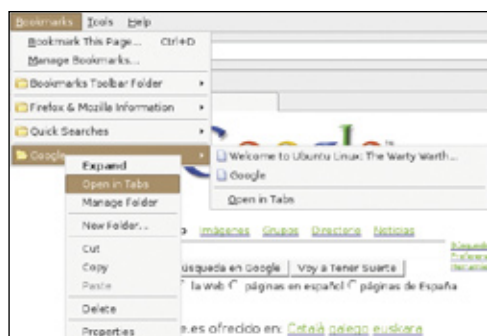 Bookmarks Tools Help
Bookmark This Page... Ctrl+D
Manage Bookmarks...
Bookmarks Toolbar Folder
Firefox & Mozilla Information
Quick Searches
Google
Welcome to Ubuntu Linux: The Warty Warth...
Google
Open in Tabs
Expand
Open in Tabs
Manage Folder
New Folder...
Cut
Copy
Paste
Delete
Properties
Imágenes Grupos Directorio Noticias
úsqueda en Google Voy a Tener Suerte
la Web páginas en español páginas de España
e.es ofrecido en: Català galego euskara